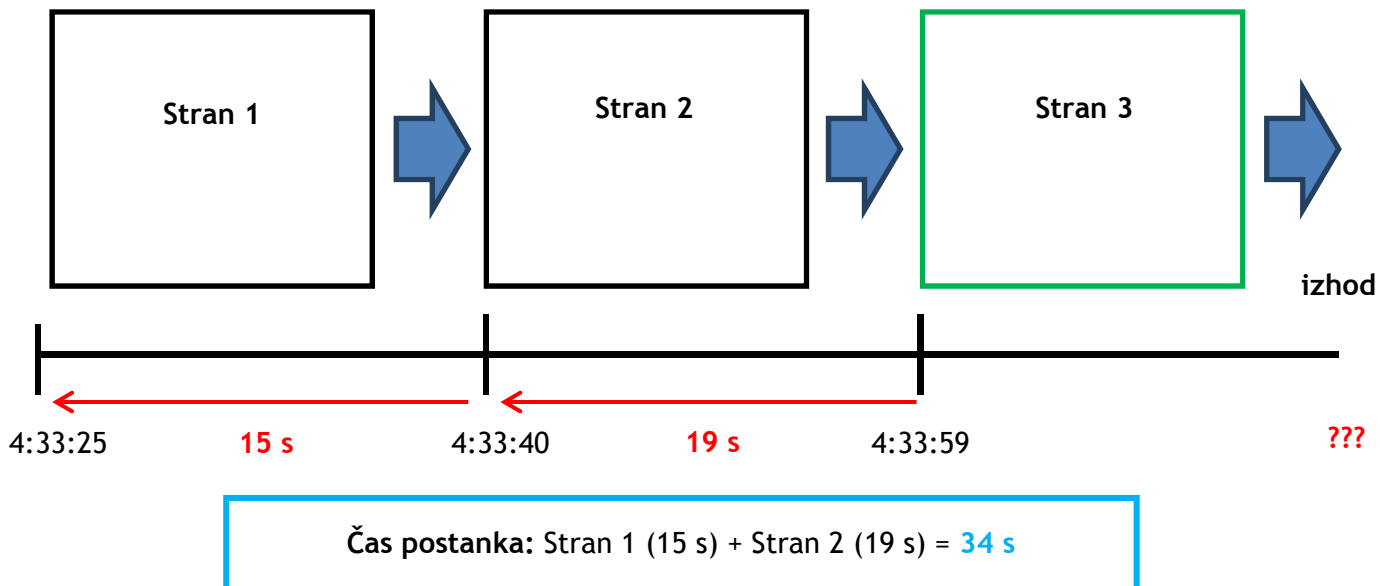 Stran 1
Stran 2
Stran 3
izhod
4:33:25
15 s
4:33:40
19 s
4:33:59
???
Čas postanka: Stran 1 (15 s) + Stran 2 (19 s) = 34 s